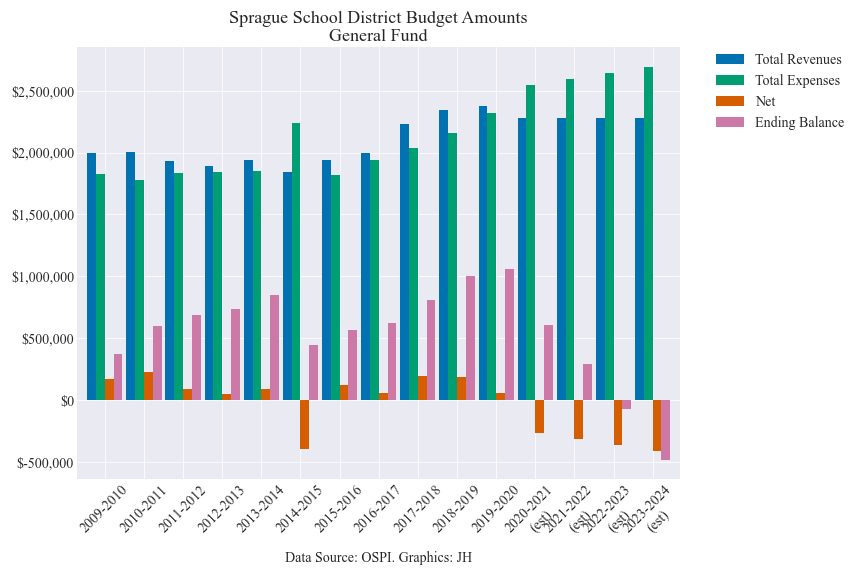 Sprague School District Budget Amounts
General Fund
Total Revenues
Total Expenses
Net
Ending Balance
$2,500,000
$2,000,000
$1,500,000
$1,000,000
$500,000
$0
$-500,000
2009-2010
2010-2011
2011-2012
2012-2013
2013-2014
2014-2015
2015-2016
2016-2017
2017-2018
2018-2019
2019-2020
2020-2021
(est)
2021-2022
(est)
2022-2023
(est)
2023-2024
(est)
Data Source: OSPI. Graphics: JH